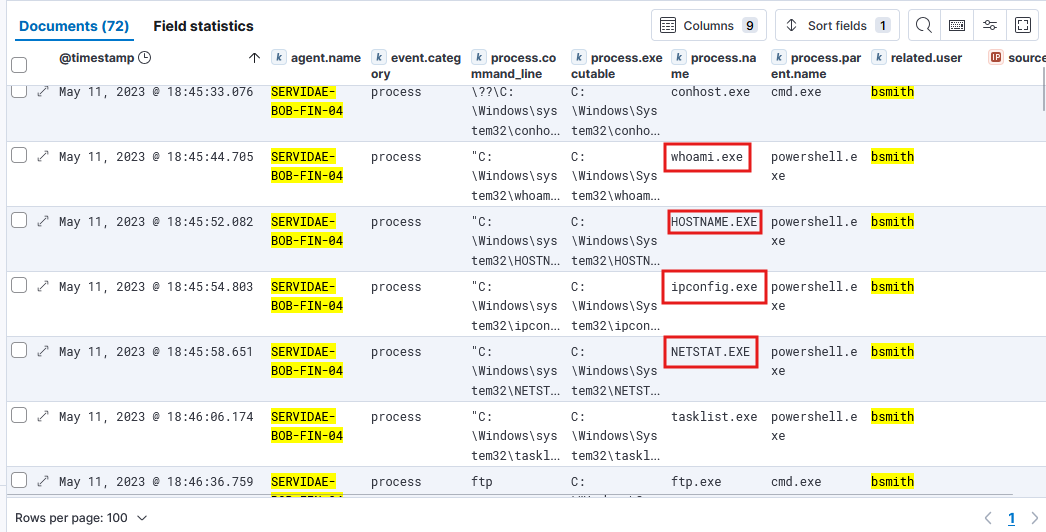 Documents (72) Field statistics Columns 9 Sort fields 1
@timestamp agent.name event.category process.command_line process.executable process.name process.parent.name related.user source
May 11, 2023 @ 18:45:33.076 SERVIDAE-BOB-FIN-04 process \??\C:\Windows\system32\conho... C:\Windows\System32\conho... conhost.exe cmd.exe bsmith
May 11, 2023 @ 18:45:44.705 SERVIDAE-BOB-FIN-04 process "C:\Windows\system32\whoam... C:\Windows\System32\whoam... whoami.exe powershell.exe bsmith
May 11, 2023 @ 18:45:52.082 SERVIDAE-BOB-FIN-04 process "C:\Windows\system32\HOSTN... C:\Windows\System32\HOSTN... HOSTNAME.EXE powershell.exe bsmith
May 11, 2023 @ 18:45:54.803 SERVIDAE-BOB-FIN-04 process "C:\Windows\system32\ipcon... C:\Windows\System32\ipcon... ipconfig.exe powershell.exe bsmith
May 11, 2023 @ 18:45:58.651 SERVIDAE-BOB-FIN-04 process "C:\Windows\system32\NETST... C:\Windows\System32\NETST... NETSTAT.EXE powershell.exe bsmith
May 11, 2023 @ 18:46:06.174 SERVIDAE-BOB-FIN-04 process "C:\Windows\system32\taskl... C:\Windows\System32\taskl... tasklist.exe powershell.exe bsmith
May 11, 2023 @ 18:46:36.759 SERVIDAE- process ftp C: ftp.exe cmd.exe bsmith
Rows per page: 100 1